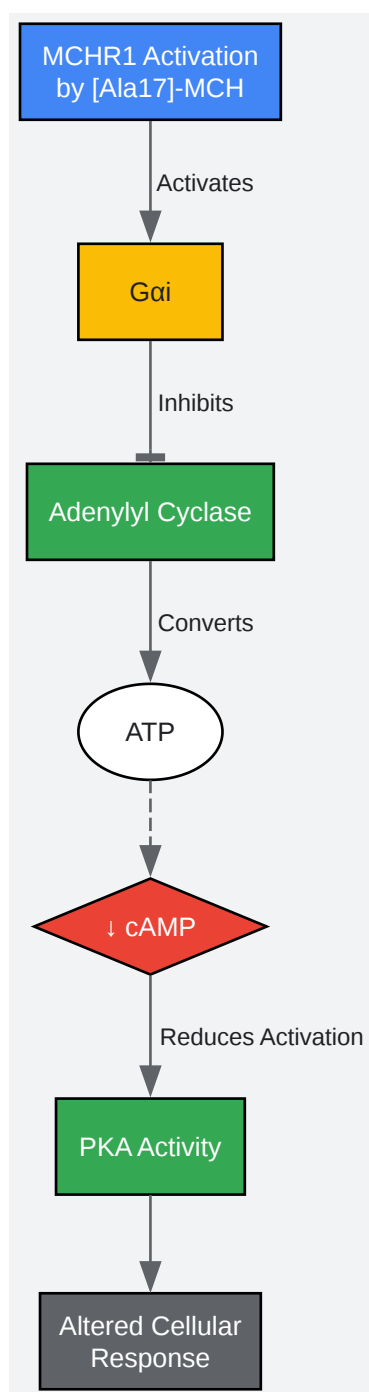 MCHR1 Activation
by [Ala17]-MCH
Activates
Gαi
Inhibits
Adenylyl Cyclase
Converts
ATP
↓ cAMP
Reduces Activation
PKA Activity
Altered Cellular
Response